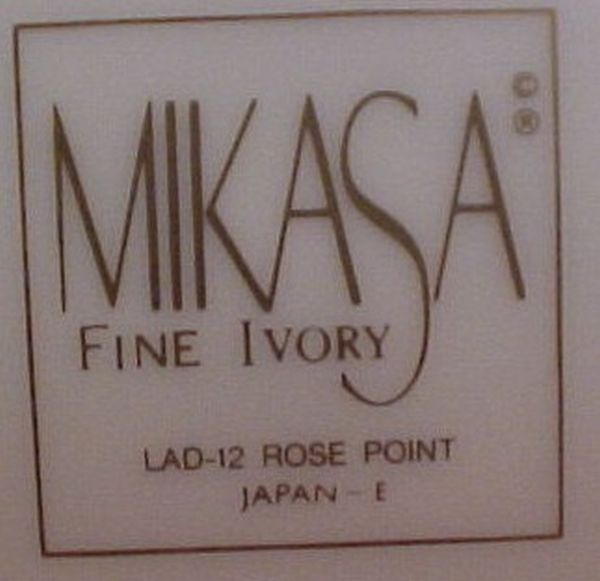 MIKASA ©
®
FINE IVORY
LAD-12 ROSE POINT
JAPAN - E